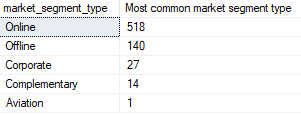 market_segment_type Most common market segment type
Online 518
Offline 140
Corporate 27
Complementary 14
Aviation 1